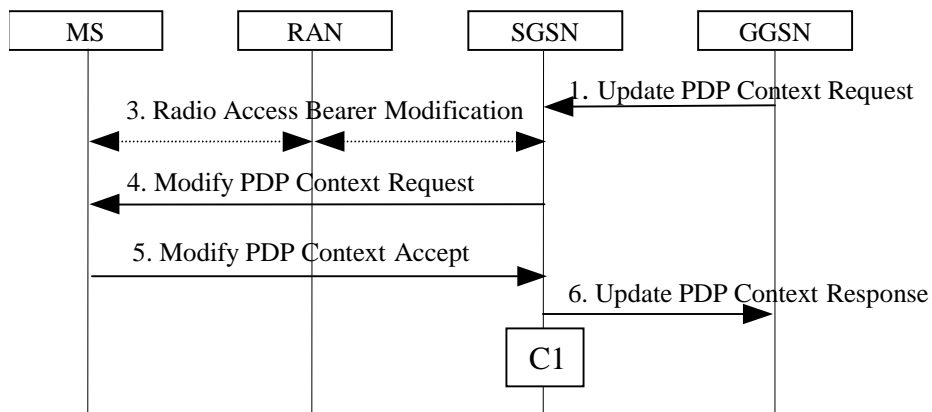 MS
RAN
SGSN
GGSN
1. Update PDP Context Request
3. Radio Access Bearer Modification
4. Modify PDP Context Request
5. Modify PDP Context Accept
6. Update PDP Context Response
C1